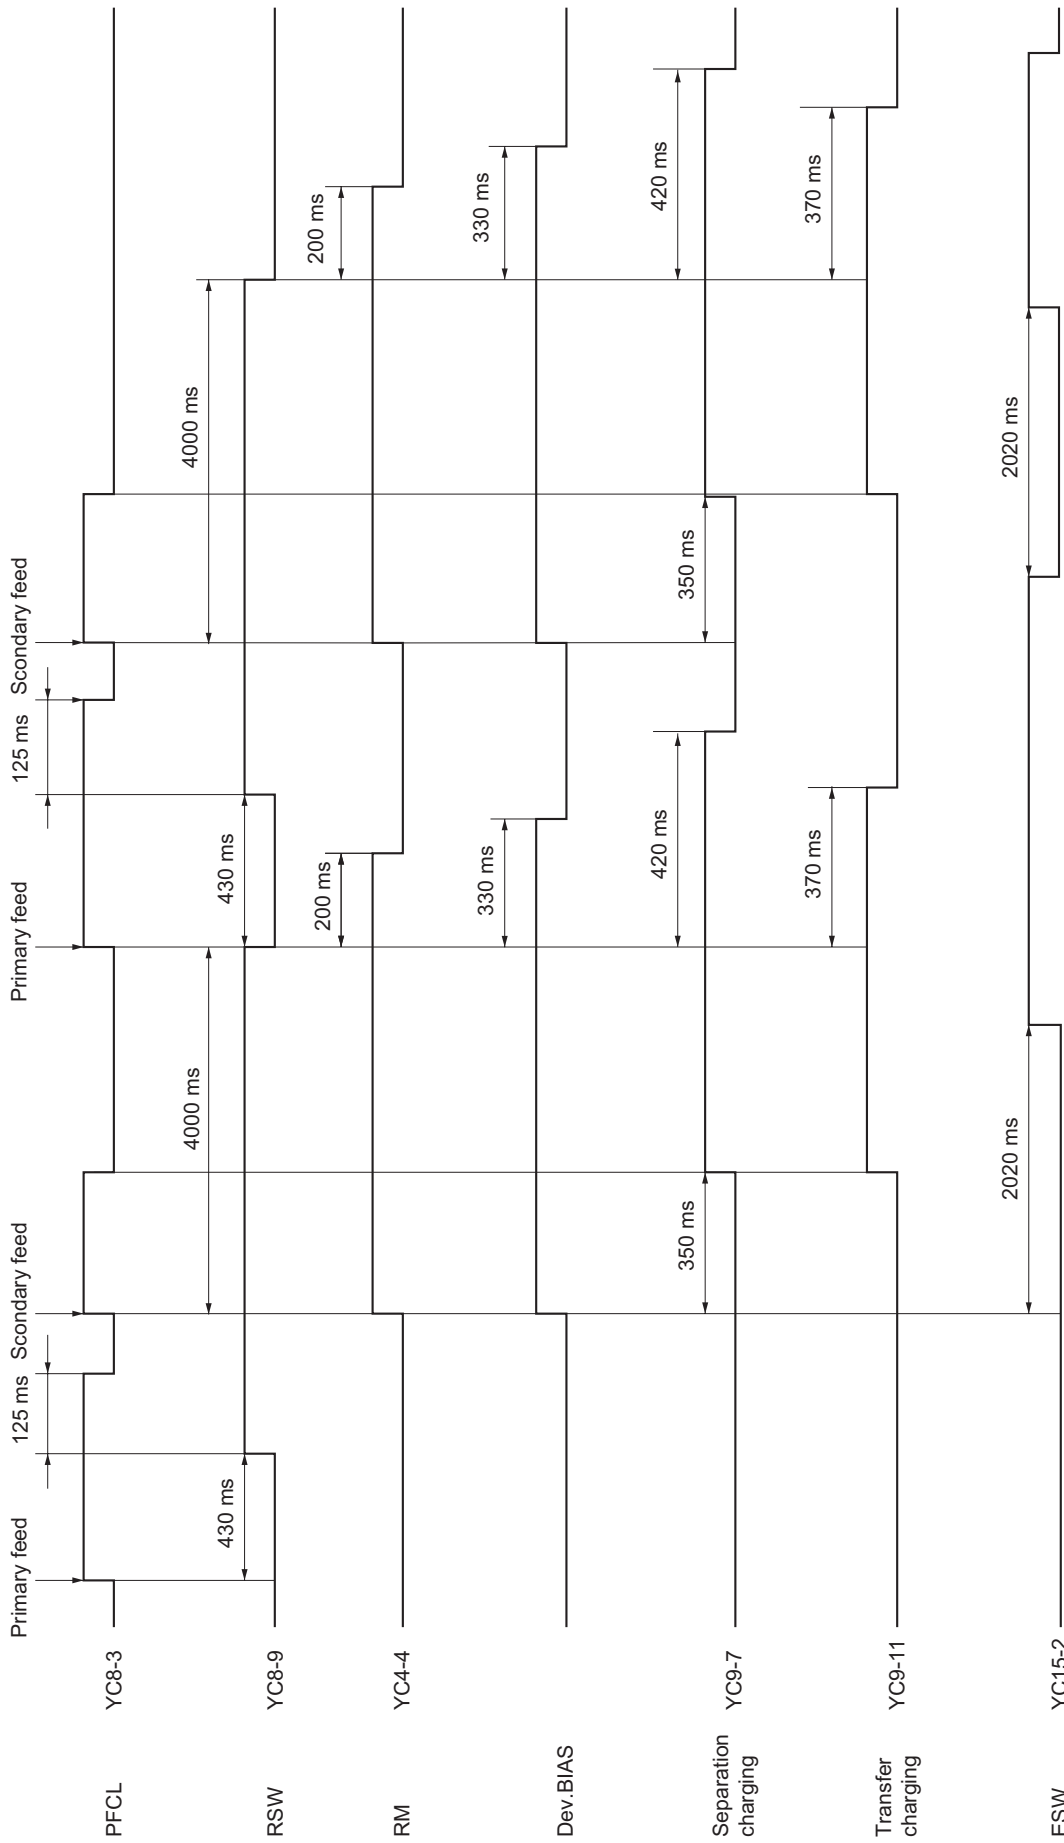 Primary feed
125 ms
Scondary feed
Primary feed
125 ms
Scondary feed
PFCL
YC8-3
430 ms
4000 ms
430 ms
4000 ms
RSW
YC8-9
200 ms
200 ms
RM
YC4-4
330 ms
330 ms
Dev.BIAS
350 ms
420 ms
350 ms
420 ms
Separation
charging
YC9-7
370 ms
370 ms
Transfer
charging
YC9-11
2020 ms
2020 ms
ESW
YC15-2